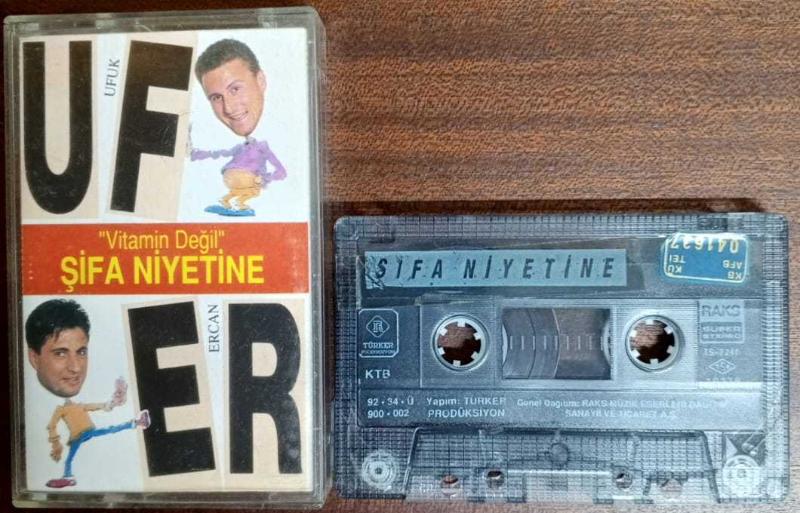 UF
UFUK
"Vitamin Değil"
ŞİFA NİYETİNE
ERCAN
ER
ŞİFA NİYETİNE
KB
AFB
KÜ
TEİ
041637
TÜRKER
KTB
RAKS
SUPER
STEREO
92 · 34 · Ü
900 · 002
Yapım: TÜRKER
PRODÜKSİYON
Genel Dağıtım: RAKS MÜZİK ESERLERİ
SANAYİ VE TİCARET A.Ş.